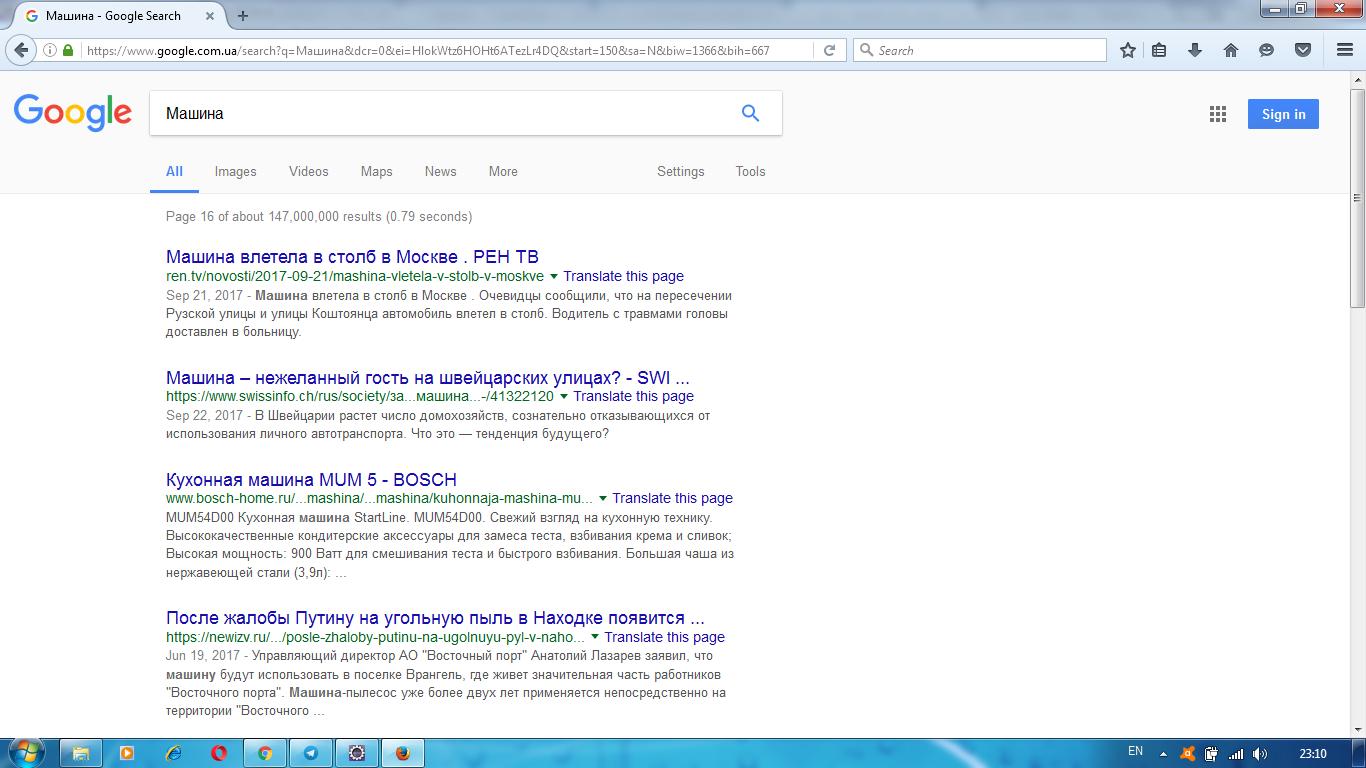 Машина - Google Search
https://www.google.com.ua/search?q=Машина&dcr=0&ei=HIokWtz6HOHt6ATezLr4DQ&start=150&sa=N&biw=1366&bih=667
Search
Google
Машина
Sign in
All Images Videos Maps News More Settings Tools
Page 16 of about 147,000,000 results (0.79 seconds)
Машина влетела в столб в Москве . РЕН ТВ
ren.tv/novosti/2017-09-21/mashina-vletela-v-stolb-v-moskve Translate this page
Sep 21, 2017 - Машина влетела в столб в Москве . Очевидцы сообщили, что на пересечении
Рузской улицы и улицы Коштоянца автомобиль влетел в столб. Водитель с травмами головы
доставлен в больницу.
Машина – нежеланный гость на швейцарских улицах? - SWI ...
https://www.swissinfo.ch/rus/society/за...машина...-/41322120 Translate this page
Sep 22, 2017 - В Швейцарии растет число домохозяйств, сознательно отказывающихся от
использования личного автотранспорта. Что это — тенденция будущего?
Кухонная машина MUM 5 - BOSCH
www.bosch-home.ru/...mashina/...mashina/kuhonnaja-mashina-mu... Translate this page
MUM54D00 Кухонная машина StartLine. MUM54D00. Свежий взгляд на кухонную технику.
Высококачественные кондитерские аксессуары для замеса теста, взбивания крема и сливок;
Высокая мощность: 900 Ватт для смешивания теста и быстрого взбивания. Большая чаша из
нержавеющей стали (3,9л): ...
После жалобы Путину на угольную пыль в Находке появится ...
https://newizv.ru/.../posle-zhaloby-putinu-na-ugolnuyu-pyl-v-naho... Translate this page
Jun 19, 2017 - Управляющий директор АО "Восточный порт" Анатолий Лазарев заявил, что
машину будут использовать в поселке Врангель, где живет значительная часть работников
"Восточного порта". Машина-пылесос уже более двух лет применяется непосредственно на
территории "Восточного ...
EN 23:10